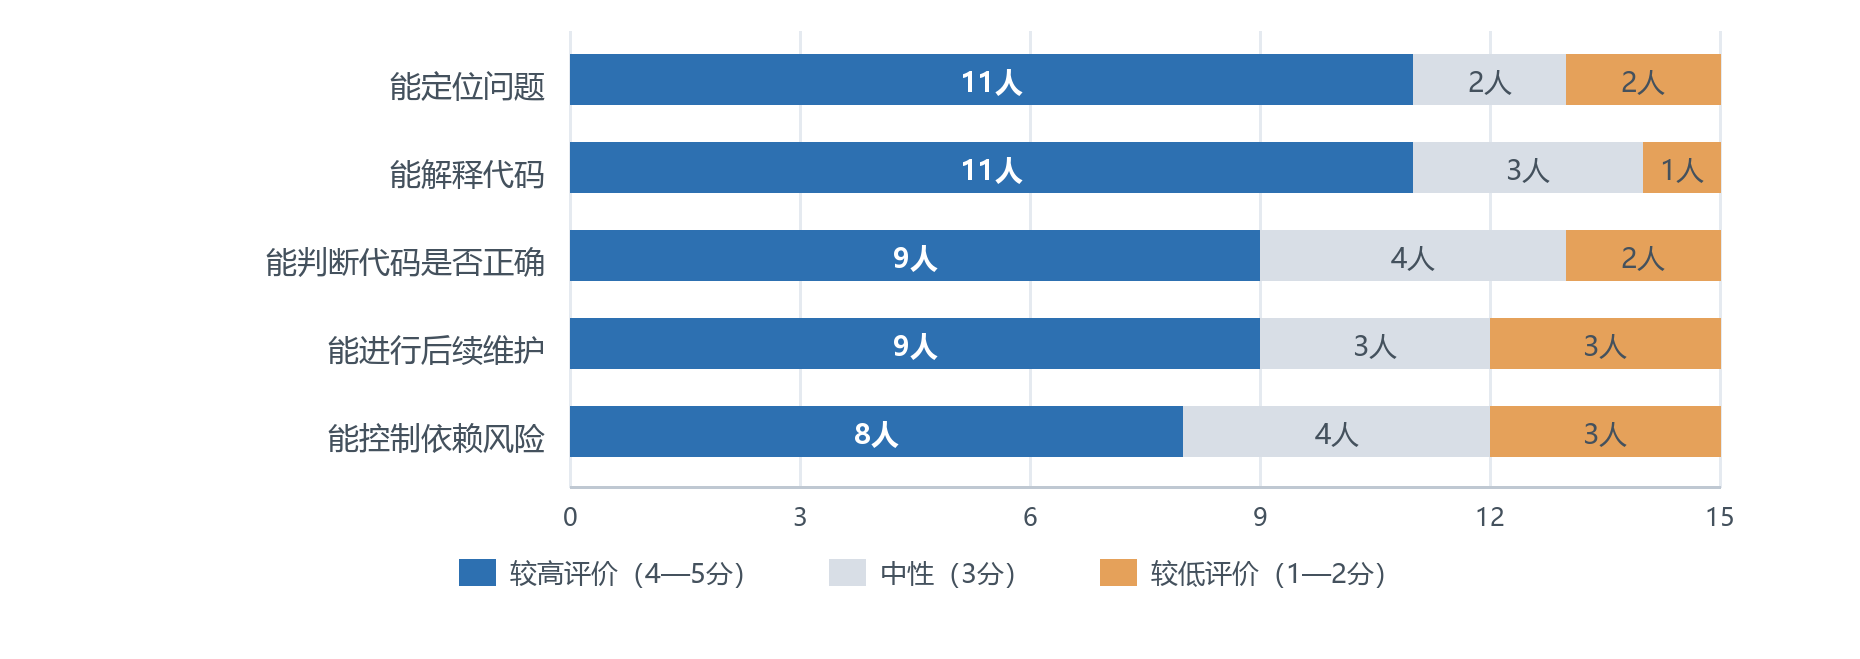 能定位问题 11人 2人 2人
能解释代码 11人 3人 1人
能判断代码是否正确 9人 4人 2人
能进行后续维护 9人 3人 3人
能控制依赖风险 8人 4人 3人
0 3 6 9 12 15
较高评价（4—5分） 中性（3分） 较低评价（1—2分）